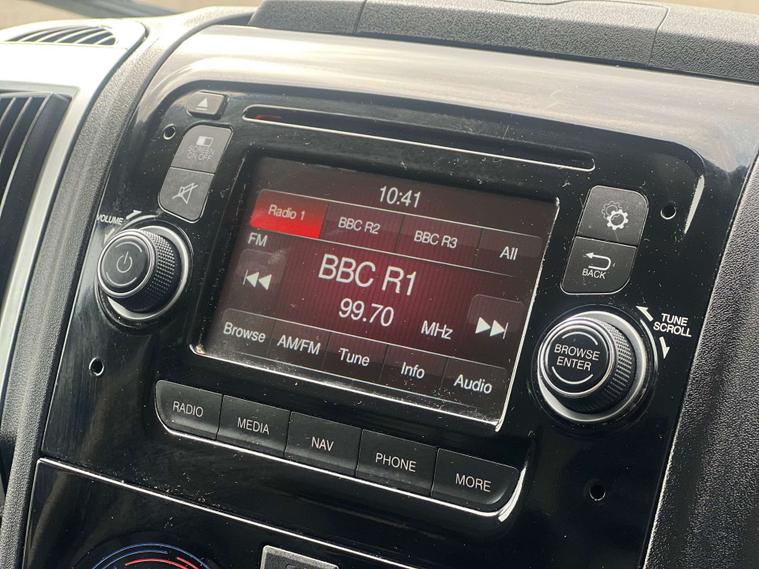 SCREEN
ON OFF
VOLUME
10:41
Radio 1
BBC R2
BBC R3
All
FM
BBC R1
99.70
MHz
Browse
AM/FM
Tune
Info
Audio
BACK
TUNE
SCROLL
BROWSE
ENTER
RADIO
MEDIA
NAV
PHONE
MORE